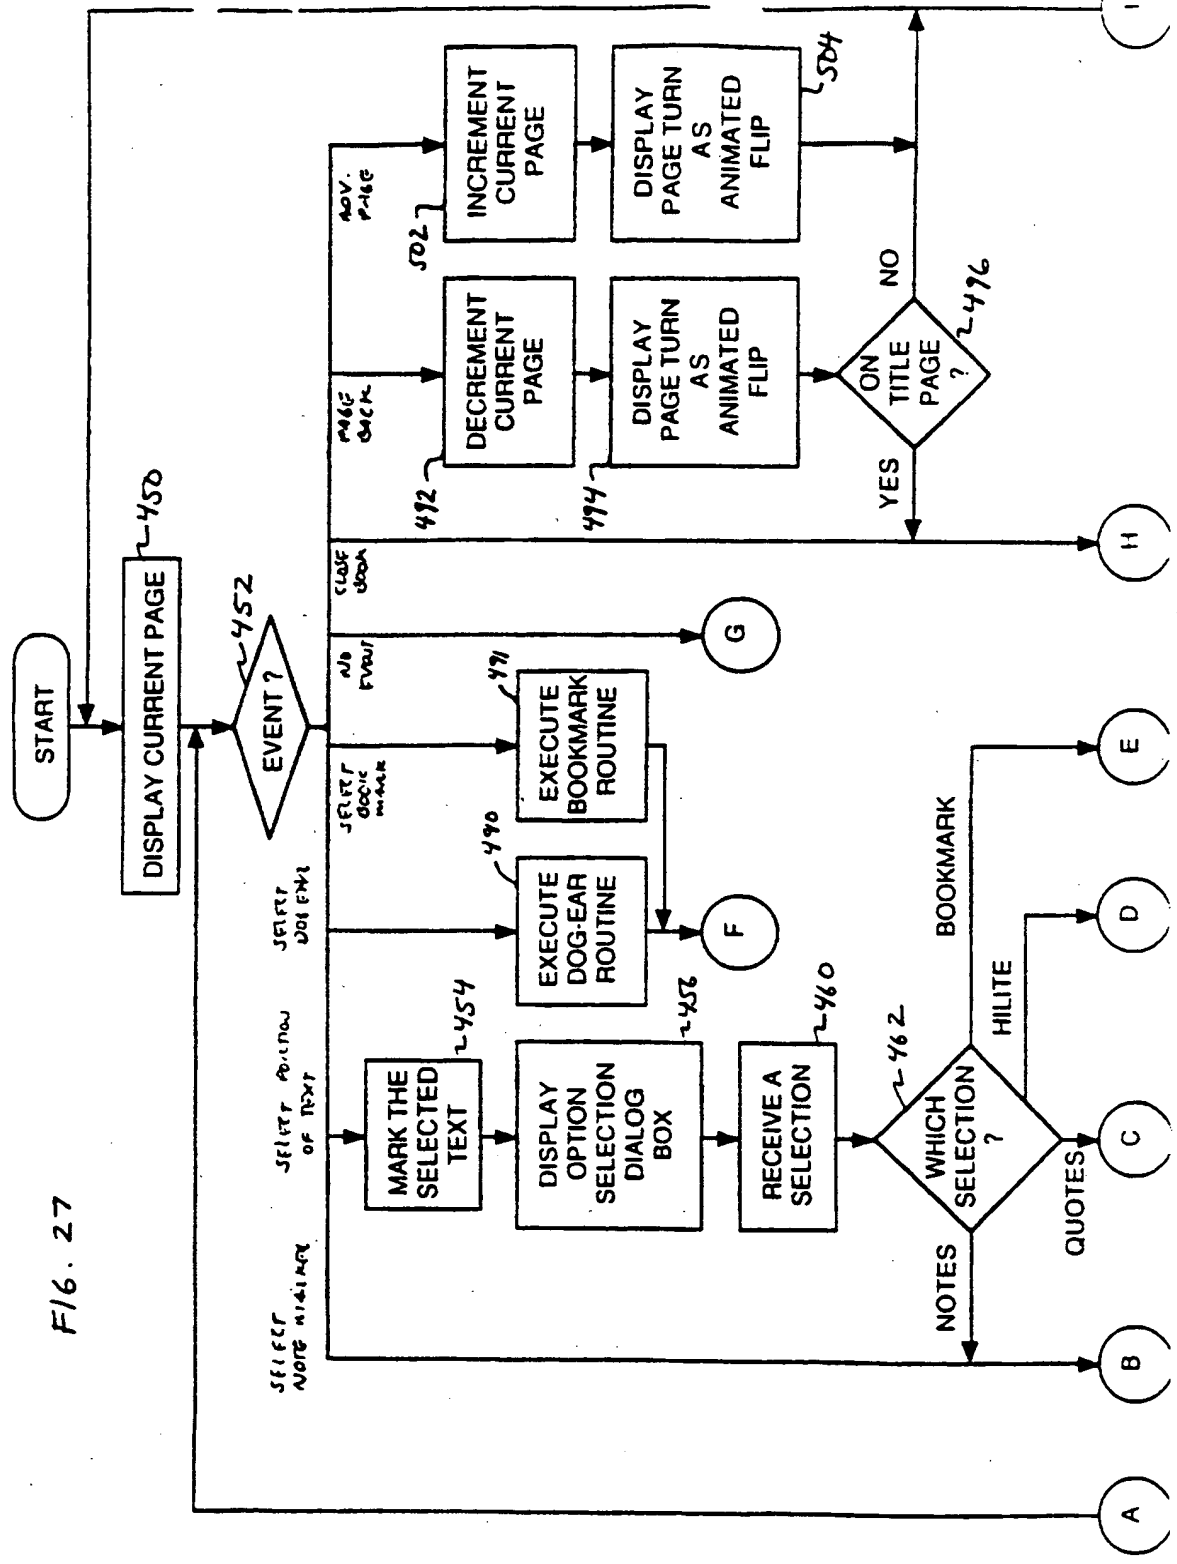 FIG. 27
START
DISPLAY CURRENT PAGE
450
EVENT?
452
SELECT
NOTE MARKER
SELECT PORTION
OF TEXT
SELECT
DOG EAR
SELECT
BOOK
MARK
NO
EVENT
CLOSE
BOOK
PAGE
BACK
ADV.
PAGE
MARK THE
SELECTED
TEXT
454
DISPLAY
OPTION
SELECTION
DIALOG
BOX
456
RECEIVE A
SELECTION
460
WHICH
SELECTION
?
462
NOTES
QUOTES
HILITE
BOOKMARK
EXECUTE
DOG-EAR
ROUTINE
490
EXECUTE
BOOKMARK
ROUTINE
491
492
DECREMENT
CURRENT
PAGE
494
DISPLAY
PAGE TURN
AS
ANIMATED
FLIP
ON
TITLE
PAGE
?
496
YES
NO
502
INCREMENT
CURRENT
PAGE
DISPLAY
PAGE TURN
AS
ANIMATED
FLIP
504
F
G
A
B
C
D
E
H
I